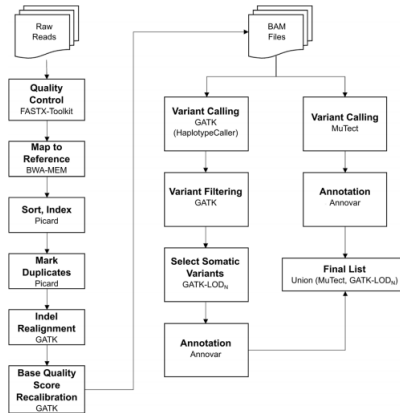 Raw
Reads
Quality
Control
FASTX-Toolkit
Map to
Reference
BWA-MEM
Sort, Index
Picard
Mark
Duplicates
Picard
Indel
Realignment
GATK
Base Quality
Score
Recalibration
GATK
BAM
Files
Variant Calling
GATK
(HaplotypeCaller)
Variant Filtering
GATK
Select Somatic
Variants
GATK-LODN
Annotation
Annovar
Variant Calling
MuTect
Annotation
Annovar
Final List
Union (MuTect, GATK-LODN)